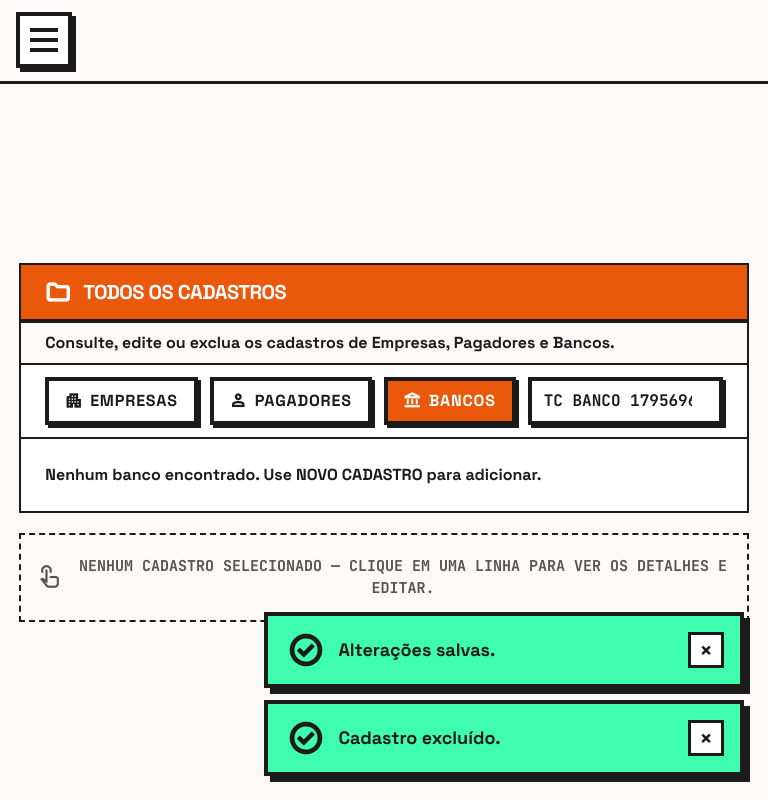 TODOS OS CADASTROS
Consulte, edite ou exclua os cadastros de Empresas, Pagadores e Bancos.
EMPRESAS
PAGADORES
BANCOS
TC BANCO 179569
Nenhum banco encontrado. Use NOVO CADASTRO para adicionar.
NENHUM CADASTRO SELECIONADO — CLIQUE EM UMA LINHA PARA VER OS DETALHES E
EDITAR.
Alterações salvas.
×
Cadastro excluído.
×